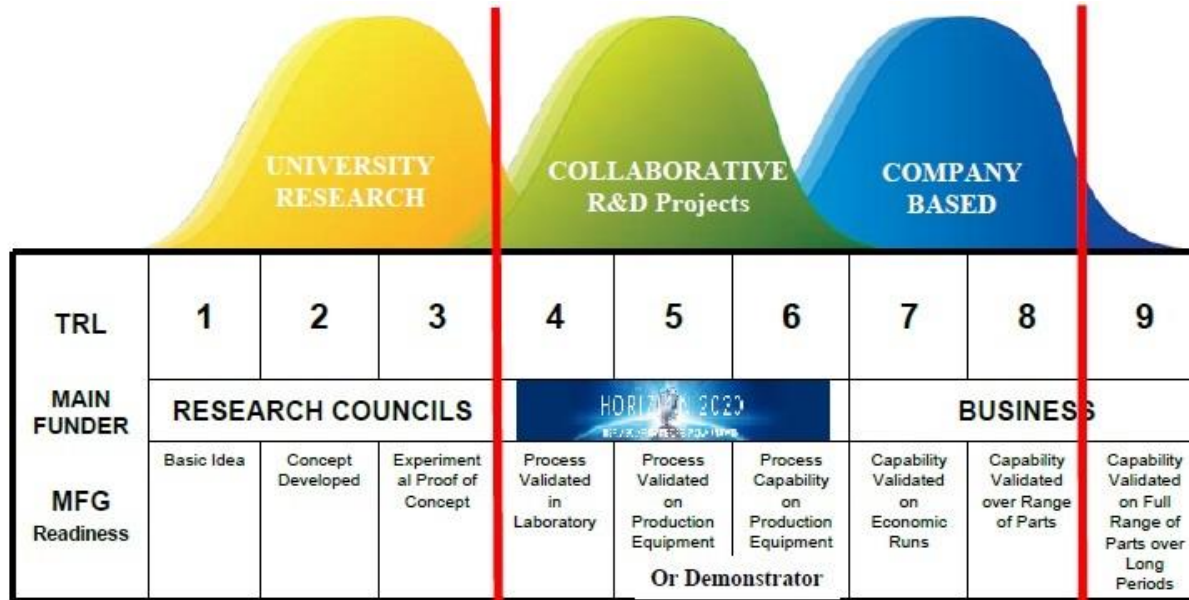 UNIVERSITY
RESEARCH
COLLABORATIVE
R&D Projects
COMPANY
BASED
TRL
1
2
3
4
5
6
7
8
9
MAIN
FUNDER
RESEARCH COUNCILS
HORIZON 2020
BUSINESS
MFG
Readiness
Basic Idea
Concept
Developed
Experiment
al Proof of
Concept
Process
Validated
in
Laboratory
Process
Validated
on
Production
Equipment
Process
Capability
on
Production
Equipment
Or Demonstrator
Capability
Validated
on
Economic
Runs
Capability
Validated
over Range
of Parts
Capability
Validated
on Full
Range of
Parts over
Long
Periods